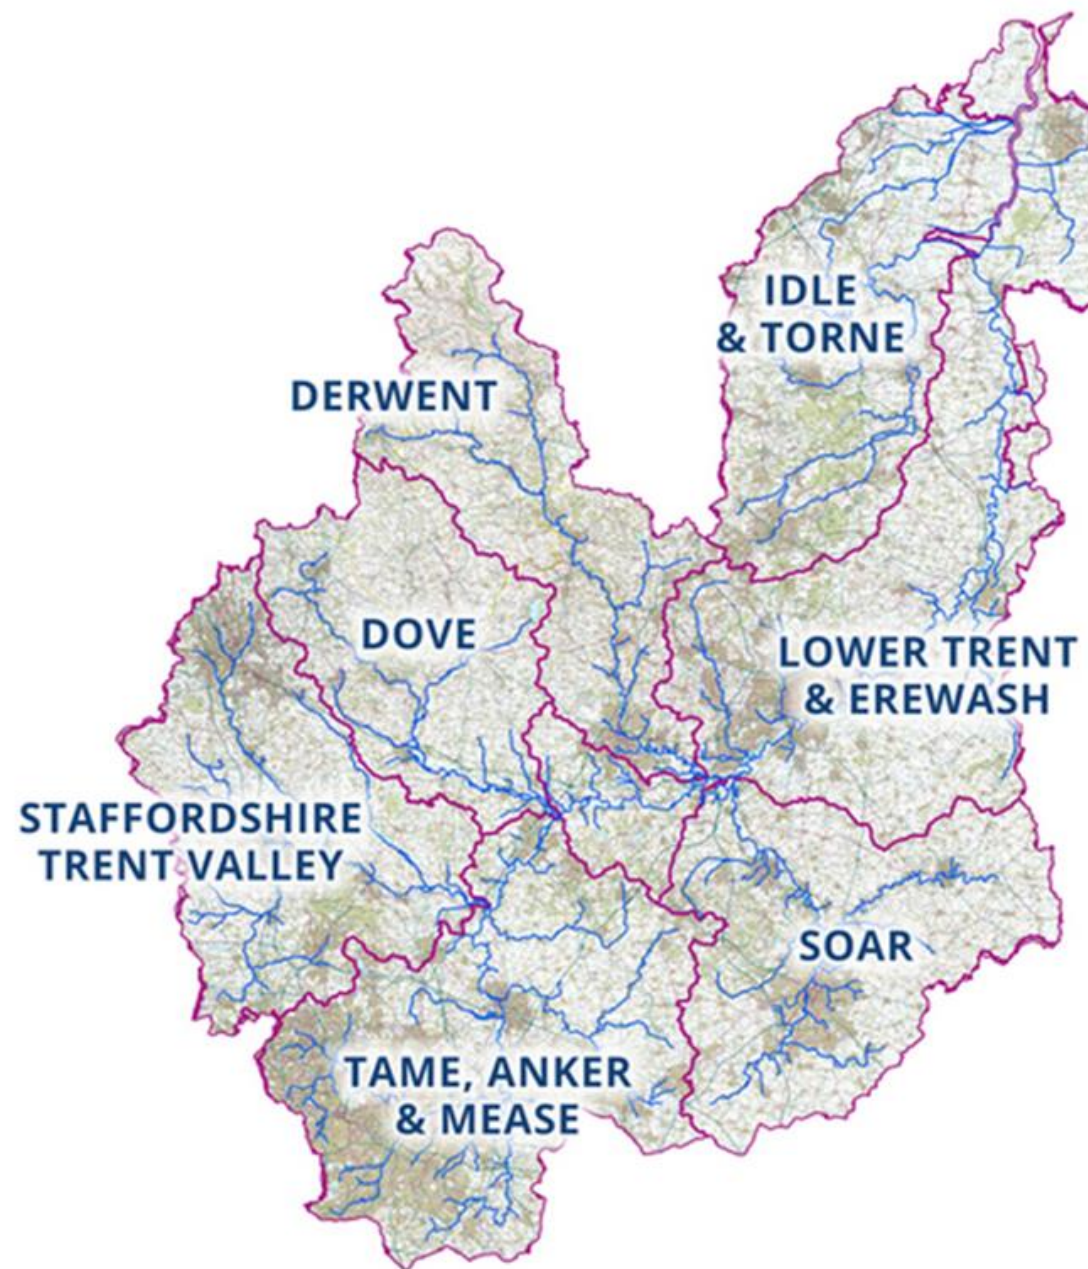 IDLE
& TORNE
DERWENT
DOVE
LOWER TRENT
& EREWASH
STAFFORDSHIRE
TRENT VALLEY
SOAR
TAME, ANKER
& MEASE